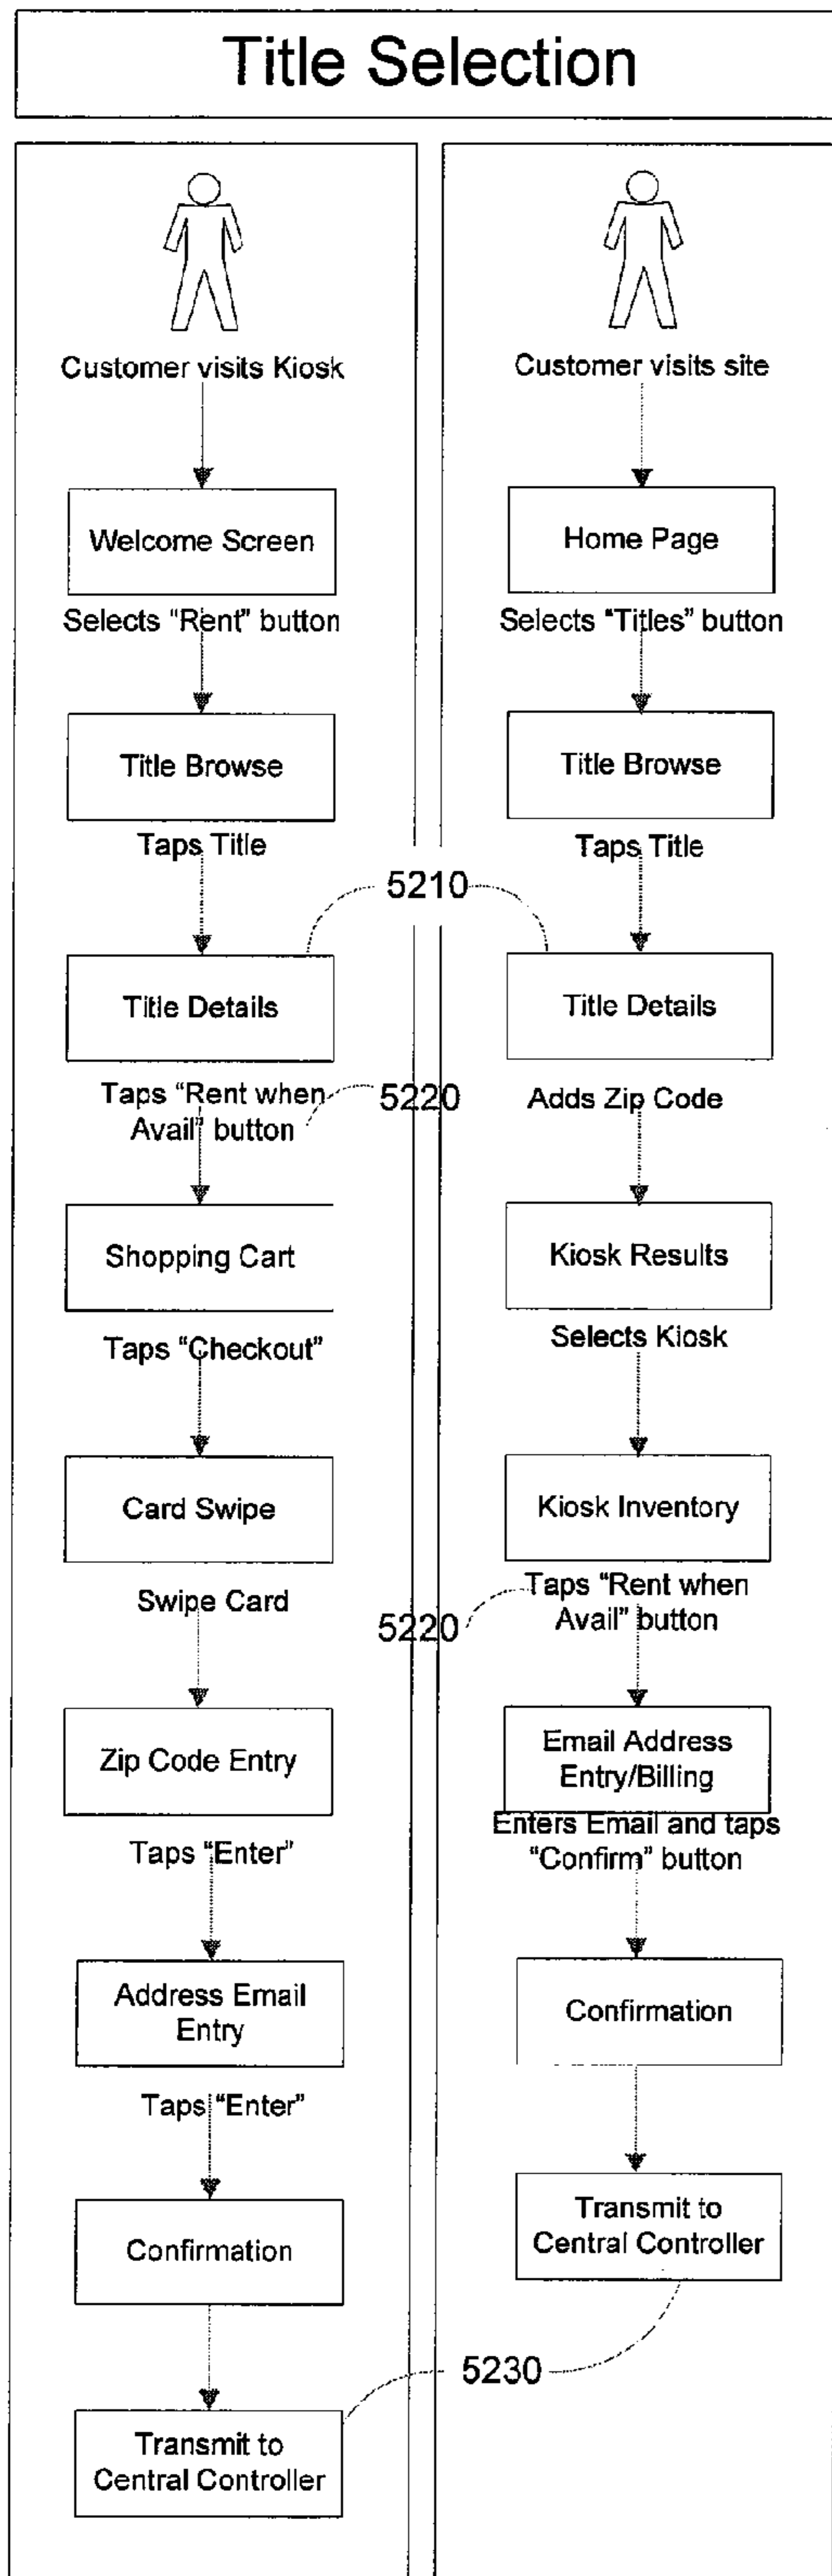 Title Selection
Customer visits Kiosk
Welcome Screen
Selects “Rent” button
Title Browse
Taps Title
5210
Title Details
Taps “Rent when
Avail” button
5220
Shopping Cart
Taps “Checkout”
Card Swipe
Swipe Card
Zip Code Entry
Taps “Enter”
Address Email
Entry
Taps “Enter”
Confirmation
Transmit to
Central Controller
Customer visits site
Home Page
Selects “Titles” button
Title Browse
Taps Title
Title Details
Adds Zip Code
Kiosk Results
Selects Kiosk
Kiosk Inventory
Taps “Rent when
Avail” button
5220
Email Address
Entry/Billing
Enters Email and taps
“Confirm” button
Confirmation
Transmit to
Central Controller
5230